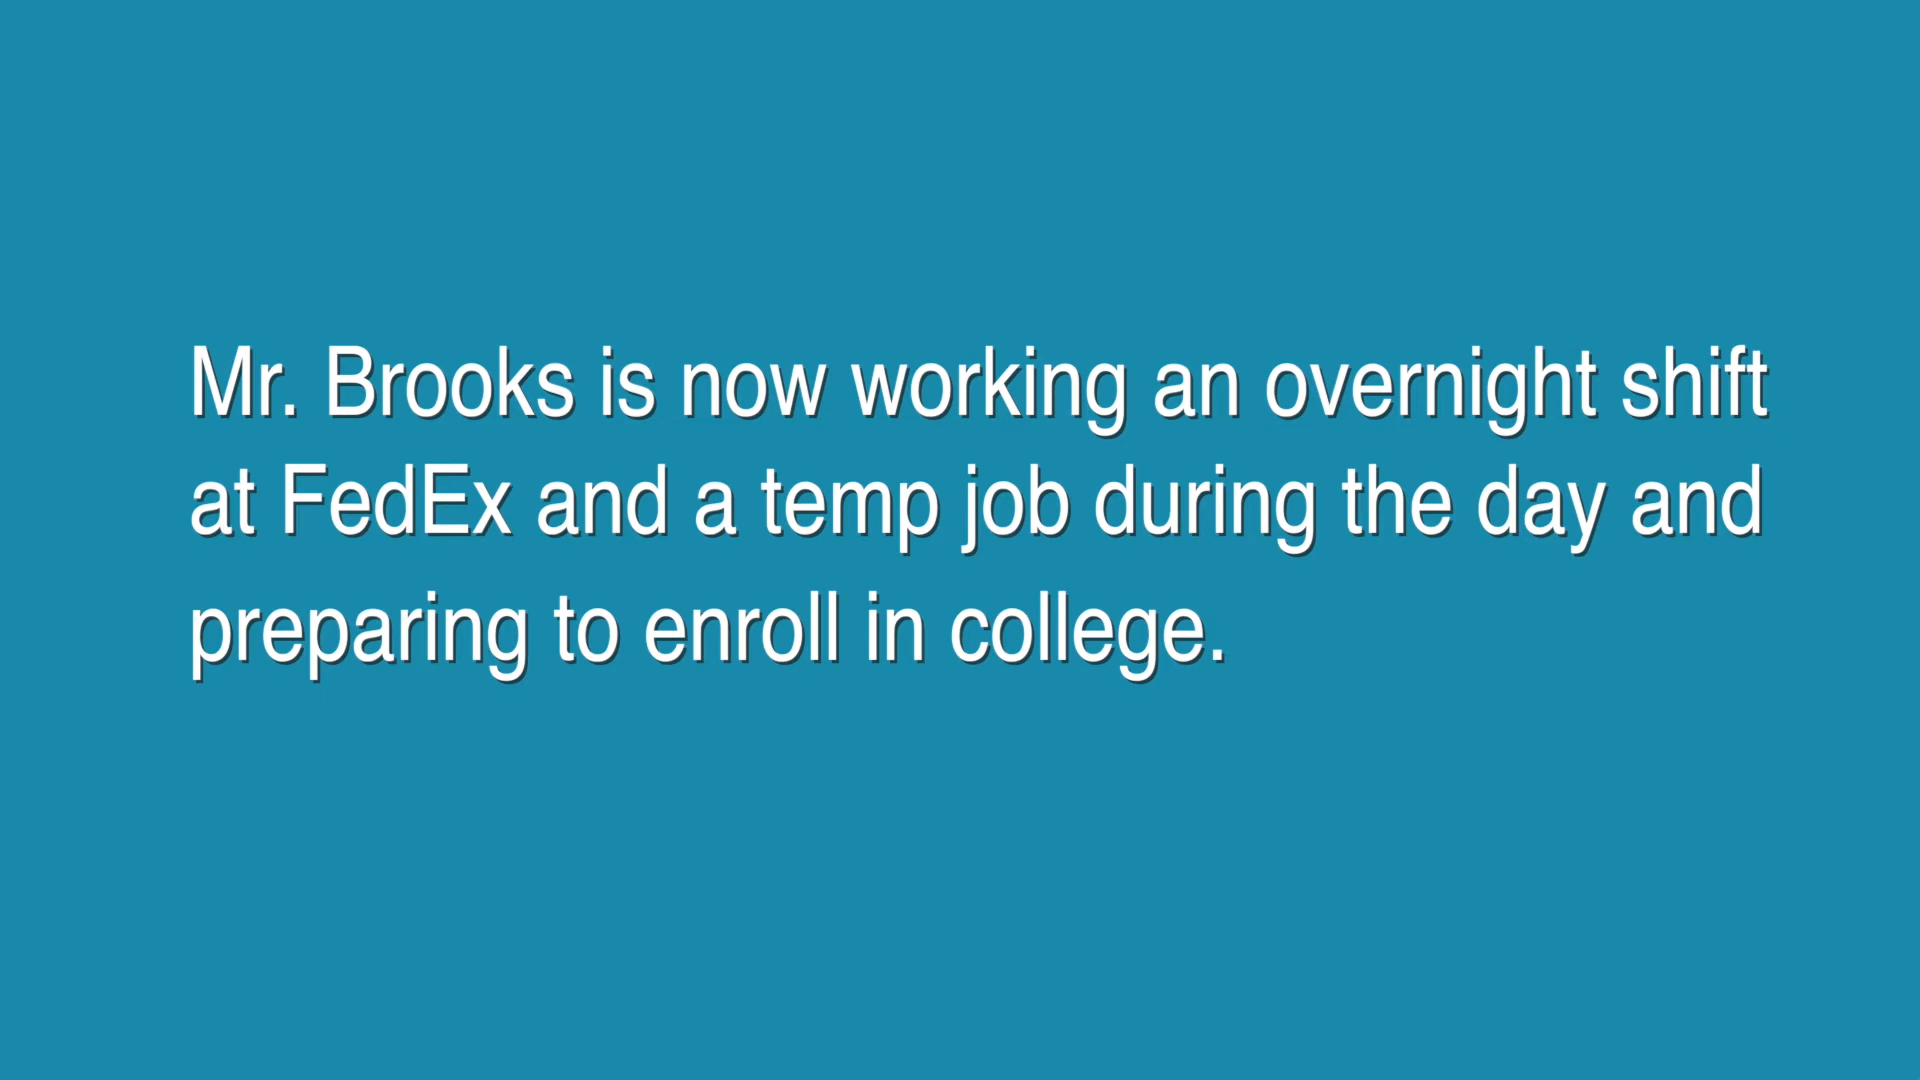 Mr. Brooks is now working an overnight shift
at FedEx and a temp job during the day and
preparing to enroll in college.